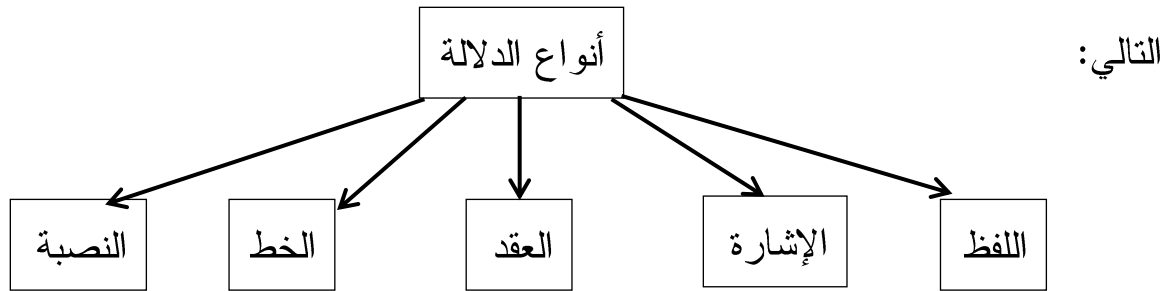 التالي:
أنواع الدلالة
اللفظ
الإشارة
العقد
الخط
النصبة